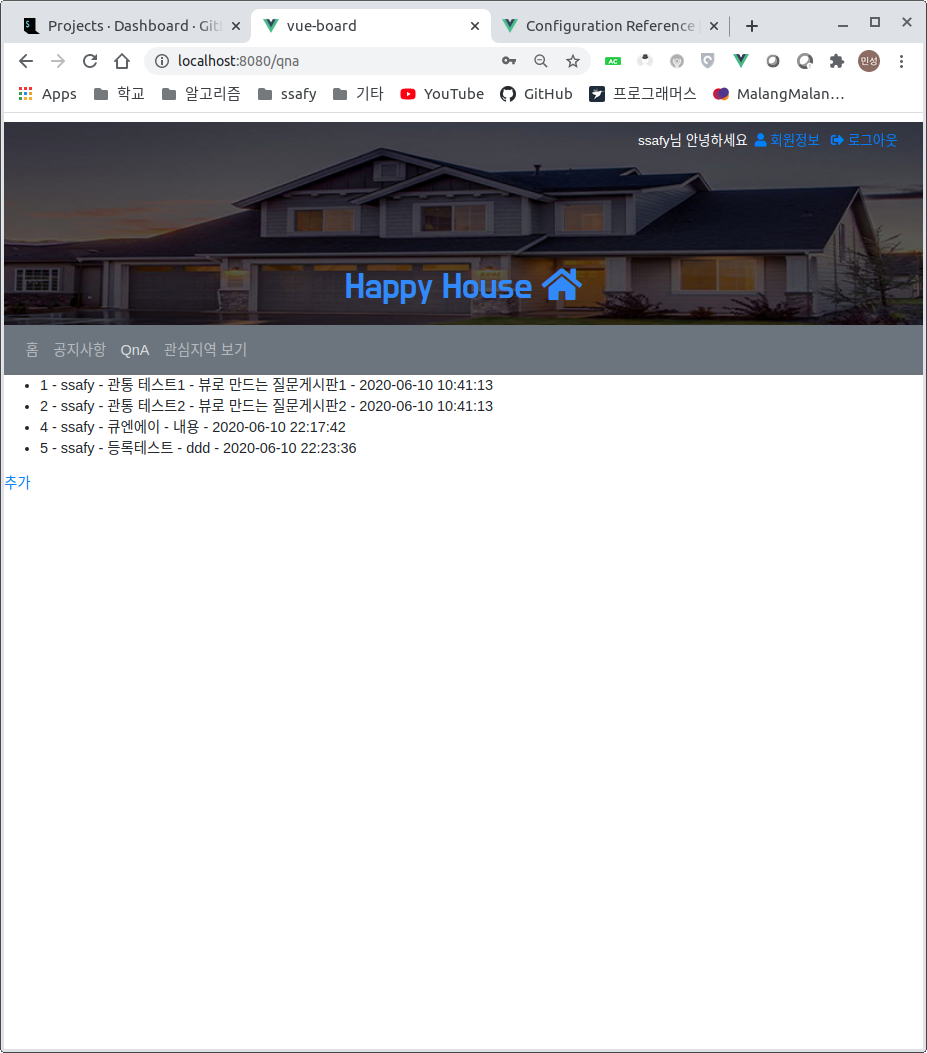 Projects · Dashboard · Git
vue-board
Configuration Reference
localhost:8080/qna
AC
민성
Apps
학교
알고리즘
ssafy
기타
YouTube
GitHub
프로그래머스
MalangMalan…
ssafy님 안녕하세요 회원정보 로그아웃
Happy House
홈 공지사항 QnA 관심지역 보기
1 - ssafy - 관통 테스트1 - 뷰로 만드는 질문게시판1 - 2020-06-10 10:41:13
2 - ssafy - 관통 테스트2 - 뷰로 만드는 질문게시판2 - 2020-06-10 10:41:13
4 - ssafy - 큐엔에이 - 내용 - 2020-06-10 22:17:42
5 - ssafy - 등록테스트 - ddd - 2020-06-10 22:23:36
추가